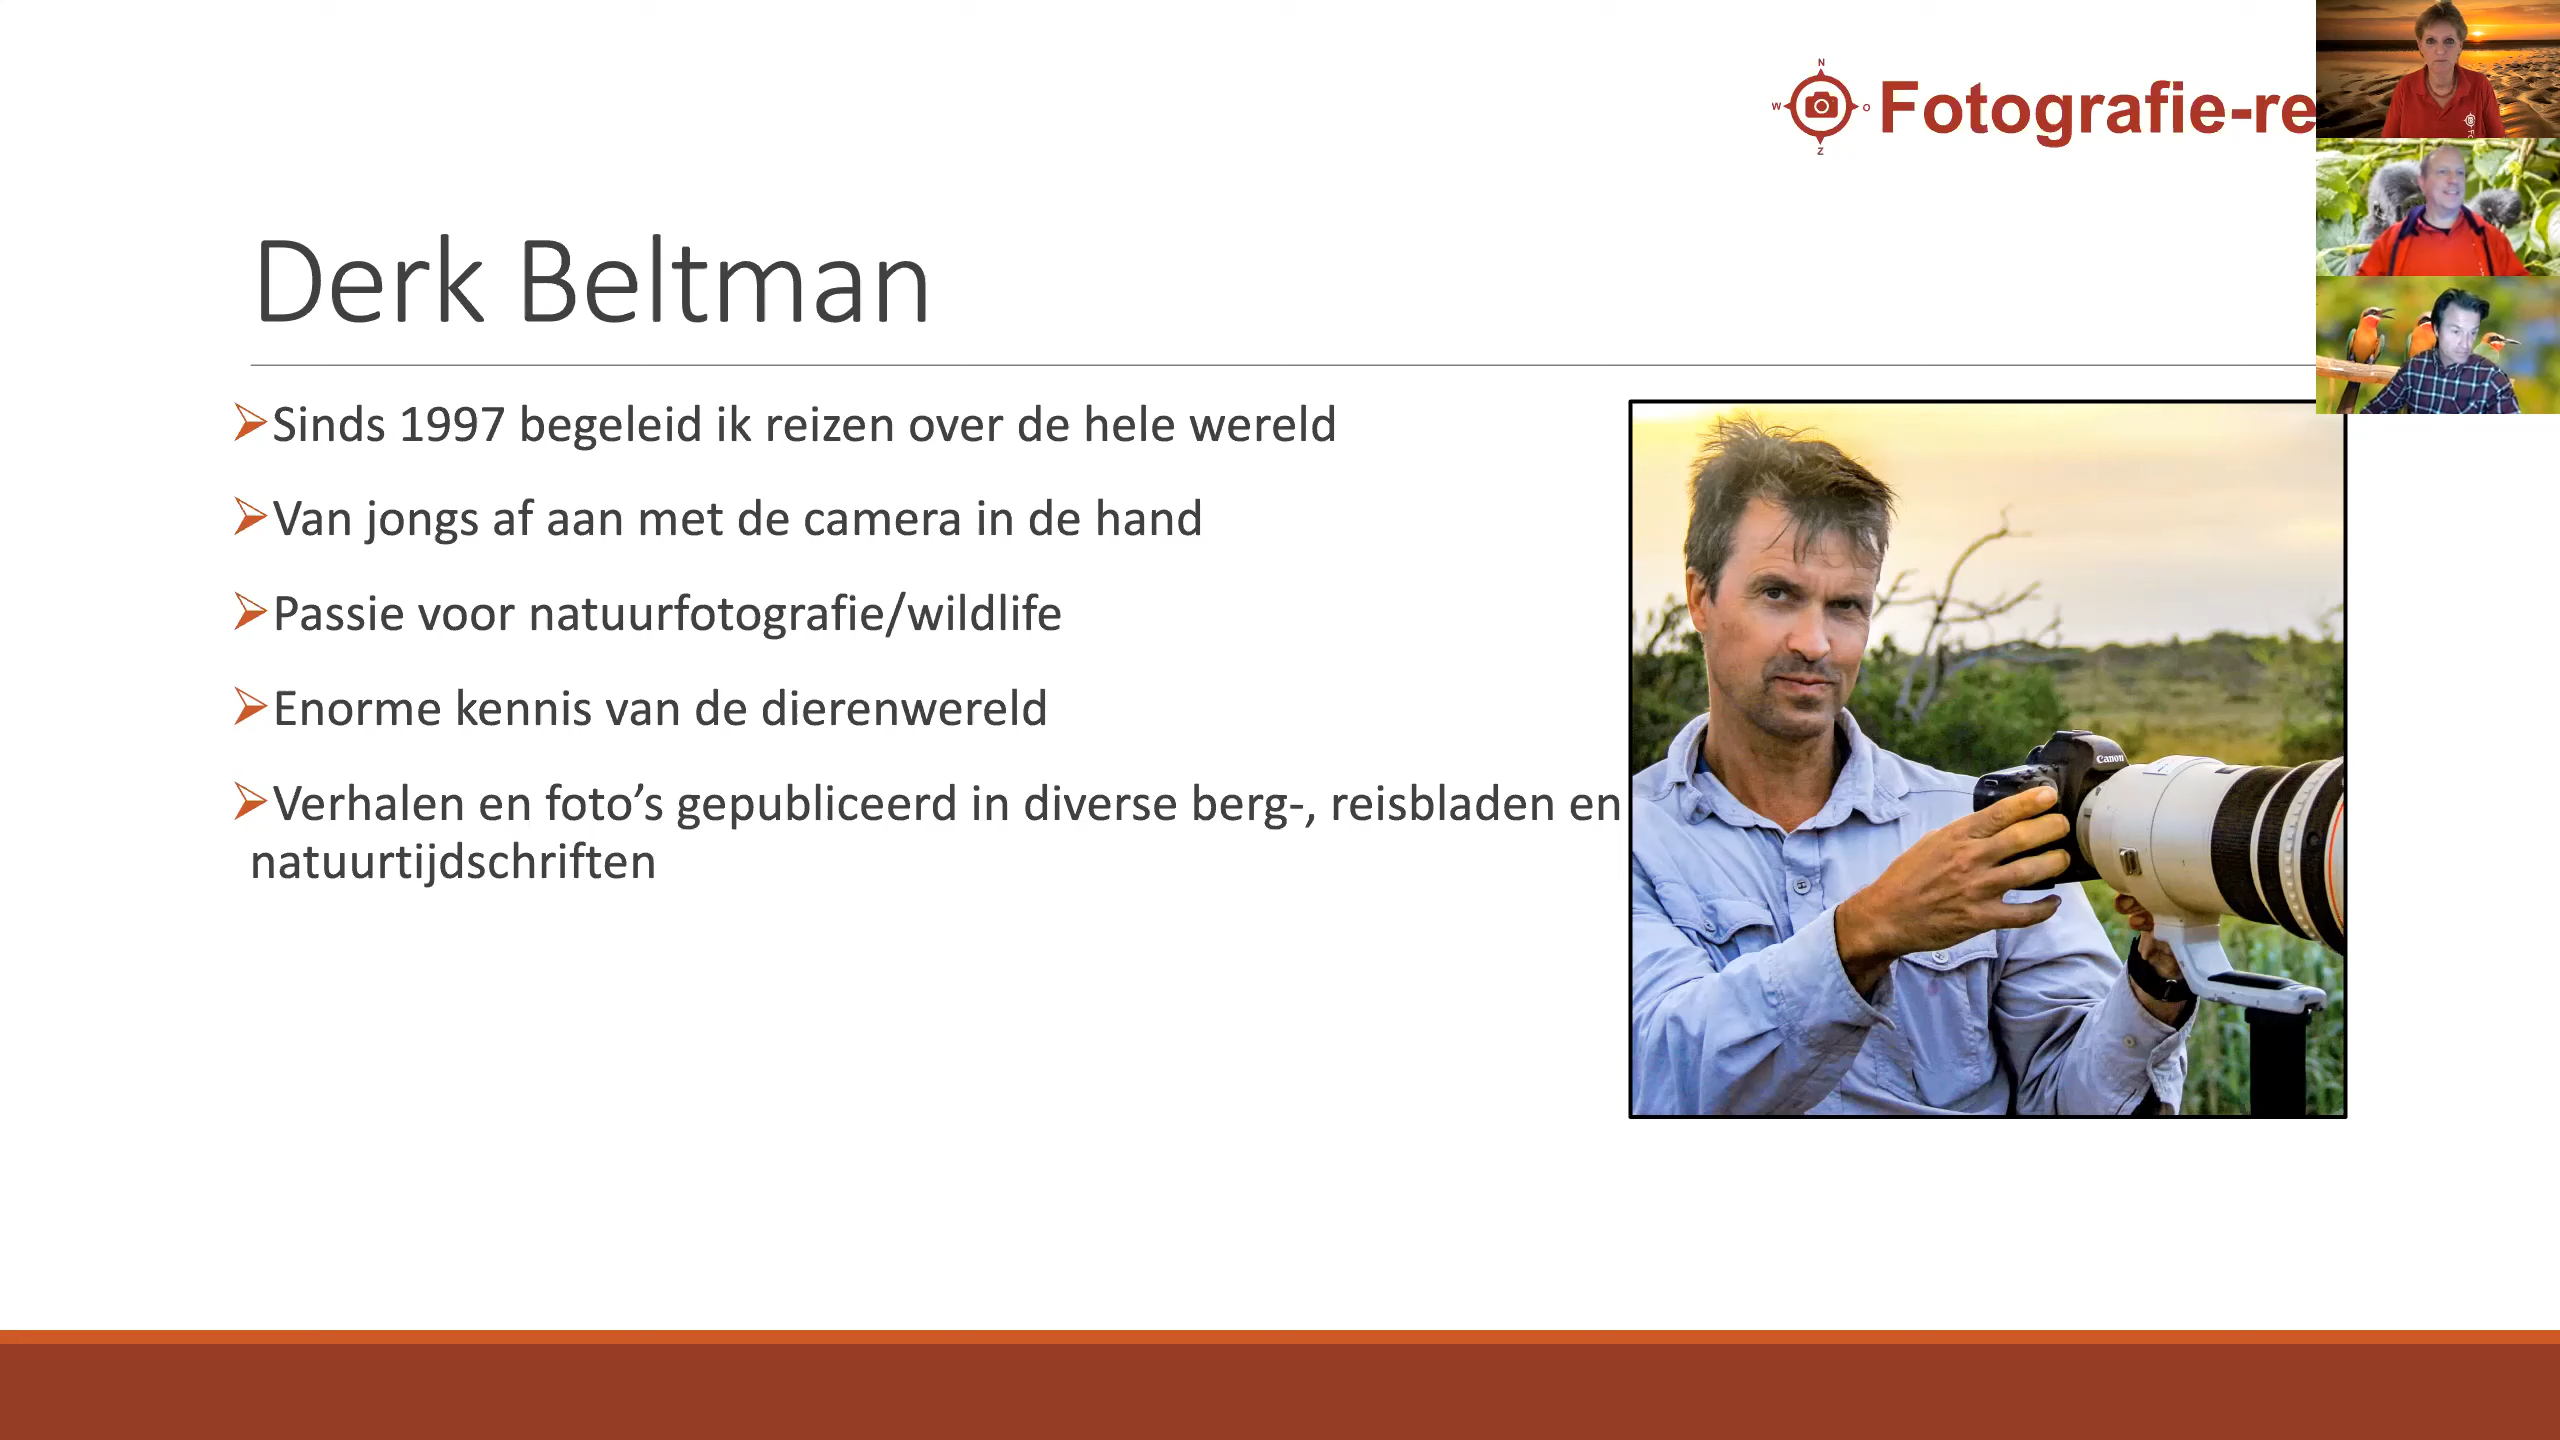 N
W
O
Fotografie-re
Z
Derk Beltman
Sinds 1997 begeleid ik reizen over de hele wereld
Van jongs af aan met de camera in de hand
Passie voor natuurfotografie/wildlife
Enorme kennis van de dierenwereld
Verhalen en foto’s gepubliceerd in diverse berg-, reisbladen en
natuurtijdschriften
Canon